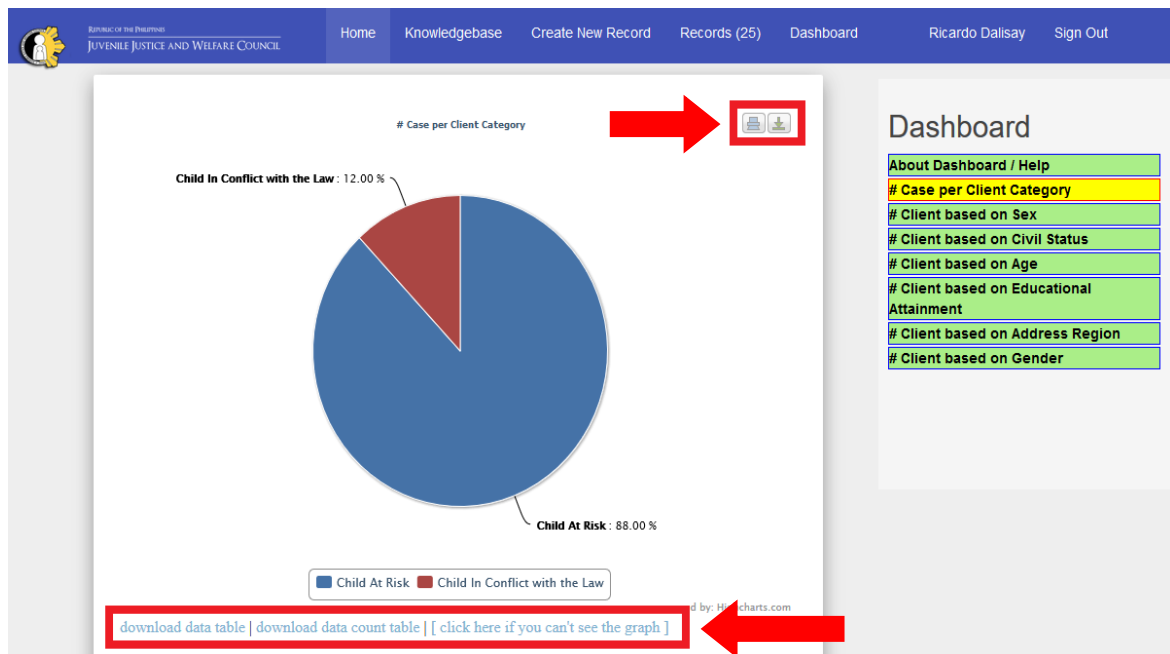 REPUBLIC OF THE PHILIPPINES
JUVENILE JUSTICE AND WELFARE COUNCIL
Home
Knowledgebase
Create New Record
Records (25)
Dashboard
Ricardo Dalisay
Sign Out
# Case per Client Category
Child In Conflict with the Law : 12.00 %
Child At Risk : 88.00 %
Child At Risk
Child In Conflict with the Law
d by: Highcharts.com
download data table | download data count table | [ click here if you can't see the graph ]
Dashboard
About Dashboard / Help
# Case per Client Category
# Client based on Sex
# Client based on Civil Status
# Client based on Age
# Client based on Educational
Attainment
# Client based on Address Region
# Client based on Gender